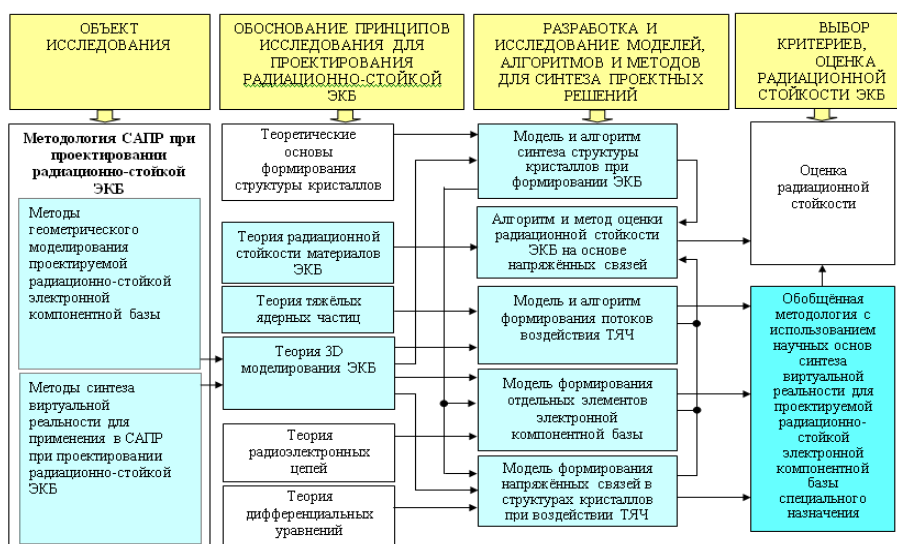 ОБЪЕКТ
ИССЛЕДОВАНИЯ
ОБОСНОВАНИЕ ПРИНЦИПОВ
ИССЛЕДОВАНИЯ ДЛЯ
ПРОЕКТИРОВАНИЯ
РАДИАЦИОННО-СТОЙКОЙ
ЭКБ
РАЗРАБОТКА И
ИССЛЕДОВАНИЕ МОДЕЛЕЙ,
АЛГОРИТМОВ И МЕТОДОВ
ДЛЯ СИНТЕЗА ПРОЕКТНЫХ
РЕШЕНИЙ
ВЫБОР
КРИТЕРИЕВ,
ОЦЕНКА
РАДИАЦИОННОЙ
СТОЙКОСТИ ЭКБ
Методология САПР при
проектировании
радиационно-стойкой
ЭКБ
Методы
геометрического
моделирования
проектируемой
радиационно-стойкой
электронной
компонентной базы
Методы синтеза
виртуальной
реальности для
применения в САПР
при проектировании
радиационно-стойкой
ЭКБ
Теоретические
основы
формирования
структуры кристаллов
Теория радиационной
стойкости материалов
ЭКБ
Теория тяжёлых
ядерных частиц
Теория 3D
моделирования ЭКБ
Теория
радиоэлектронных
цепей
Теория
дифференциальных
уравнений
Модель и алгоритм
синтеза структуры
кристаллов при
формировании ЭКБ
Алгоритм и метод оценки
радиационной стойкости
ЭКБ на основе
напряжённых связей
Модель и алгоритм
формирования потоков
воздействия ТЯЧ
Модель формирования
отдельных элементов
электронной
компонентной базы
Модель формирования
напряжённых связей в
структурах кристаллов
при воздействии ТЯЧ
Оценка
радиационной
стойкости
Обобщённая
методология с
использованием
научных основ
синтеза
виртуальной
реальности для
проектируемой
радиационно-
стойкой
электронной
компонентной
базы
специального
назначения